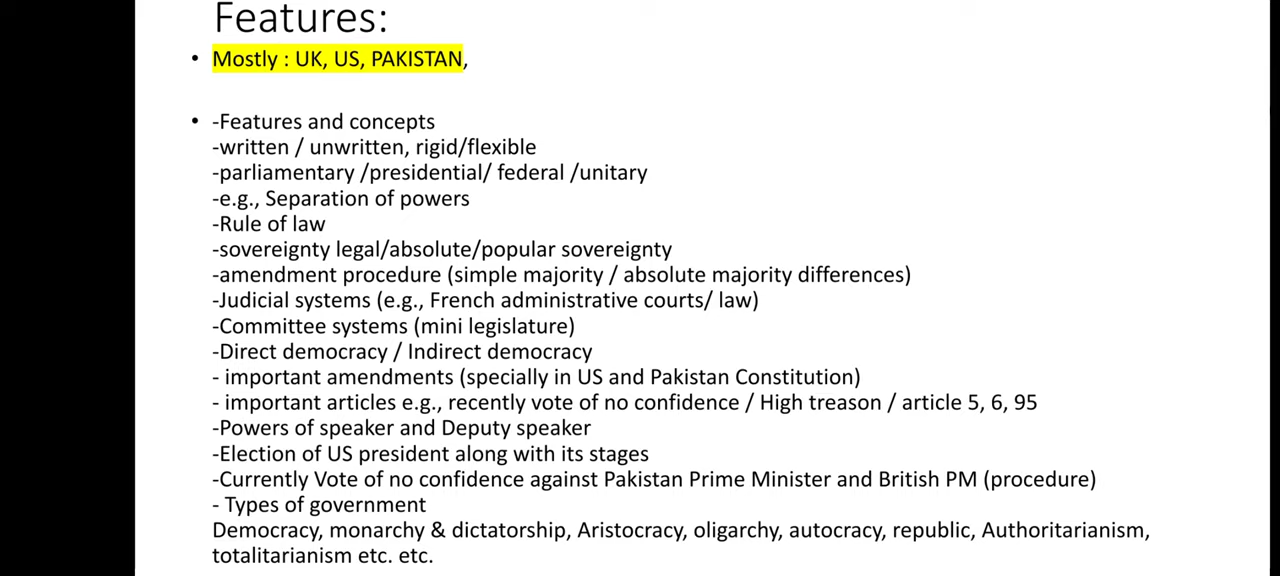 Features:
• Mostly : UK, US, PAKISTAN,
• -Features and concepts
-written / unwritten, rigid/flexible
-parliamentary /presidential/ federal /unitary
-e.g., Separation of powers
-Rule of law
-sovereignty legal/absolute/popular sovereignty
-amendment procedure (simple majority / absolute majority differences)
-Judicial systems (e.g., French administrative courts/ law)
-Committee systems (mini legislature)
-Direct democracy / Indirect democracy
- important amendments (specially in US and Pakistan Constitution)
- important articles e.g., recently vote of no confidence / High treason / article 5, 6, 95
-Powers of speaker and Deputy speaker
-Election of US president along with its stages
-Currently Vote of no confidence against Pakistan Prime Minister and British PM (procedure)
- Types of government
Democracy, monarchy & dictatorship, Aristocracy, oligarchy, autocracy, republic, Authoritarianism,
totalitarianism etc. etc.